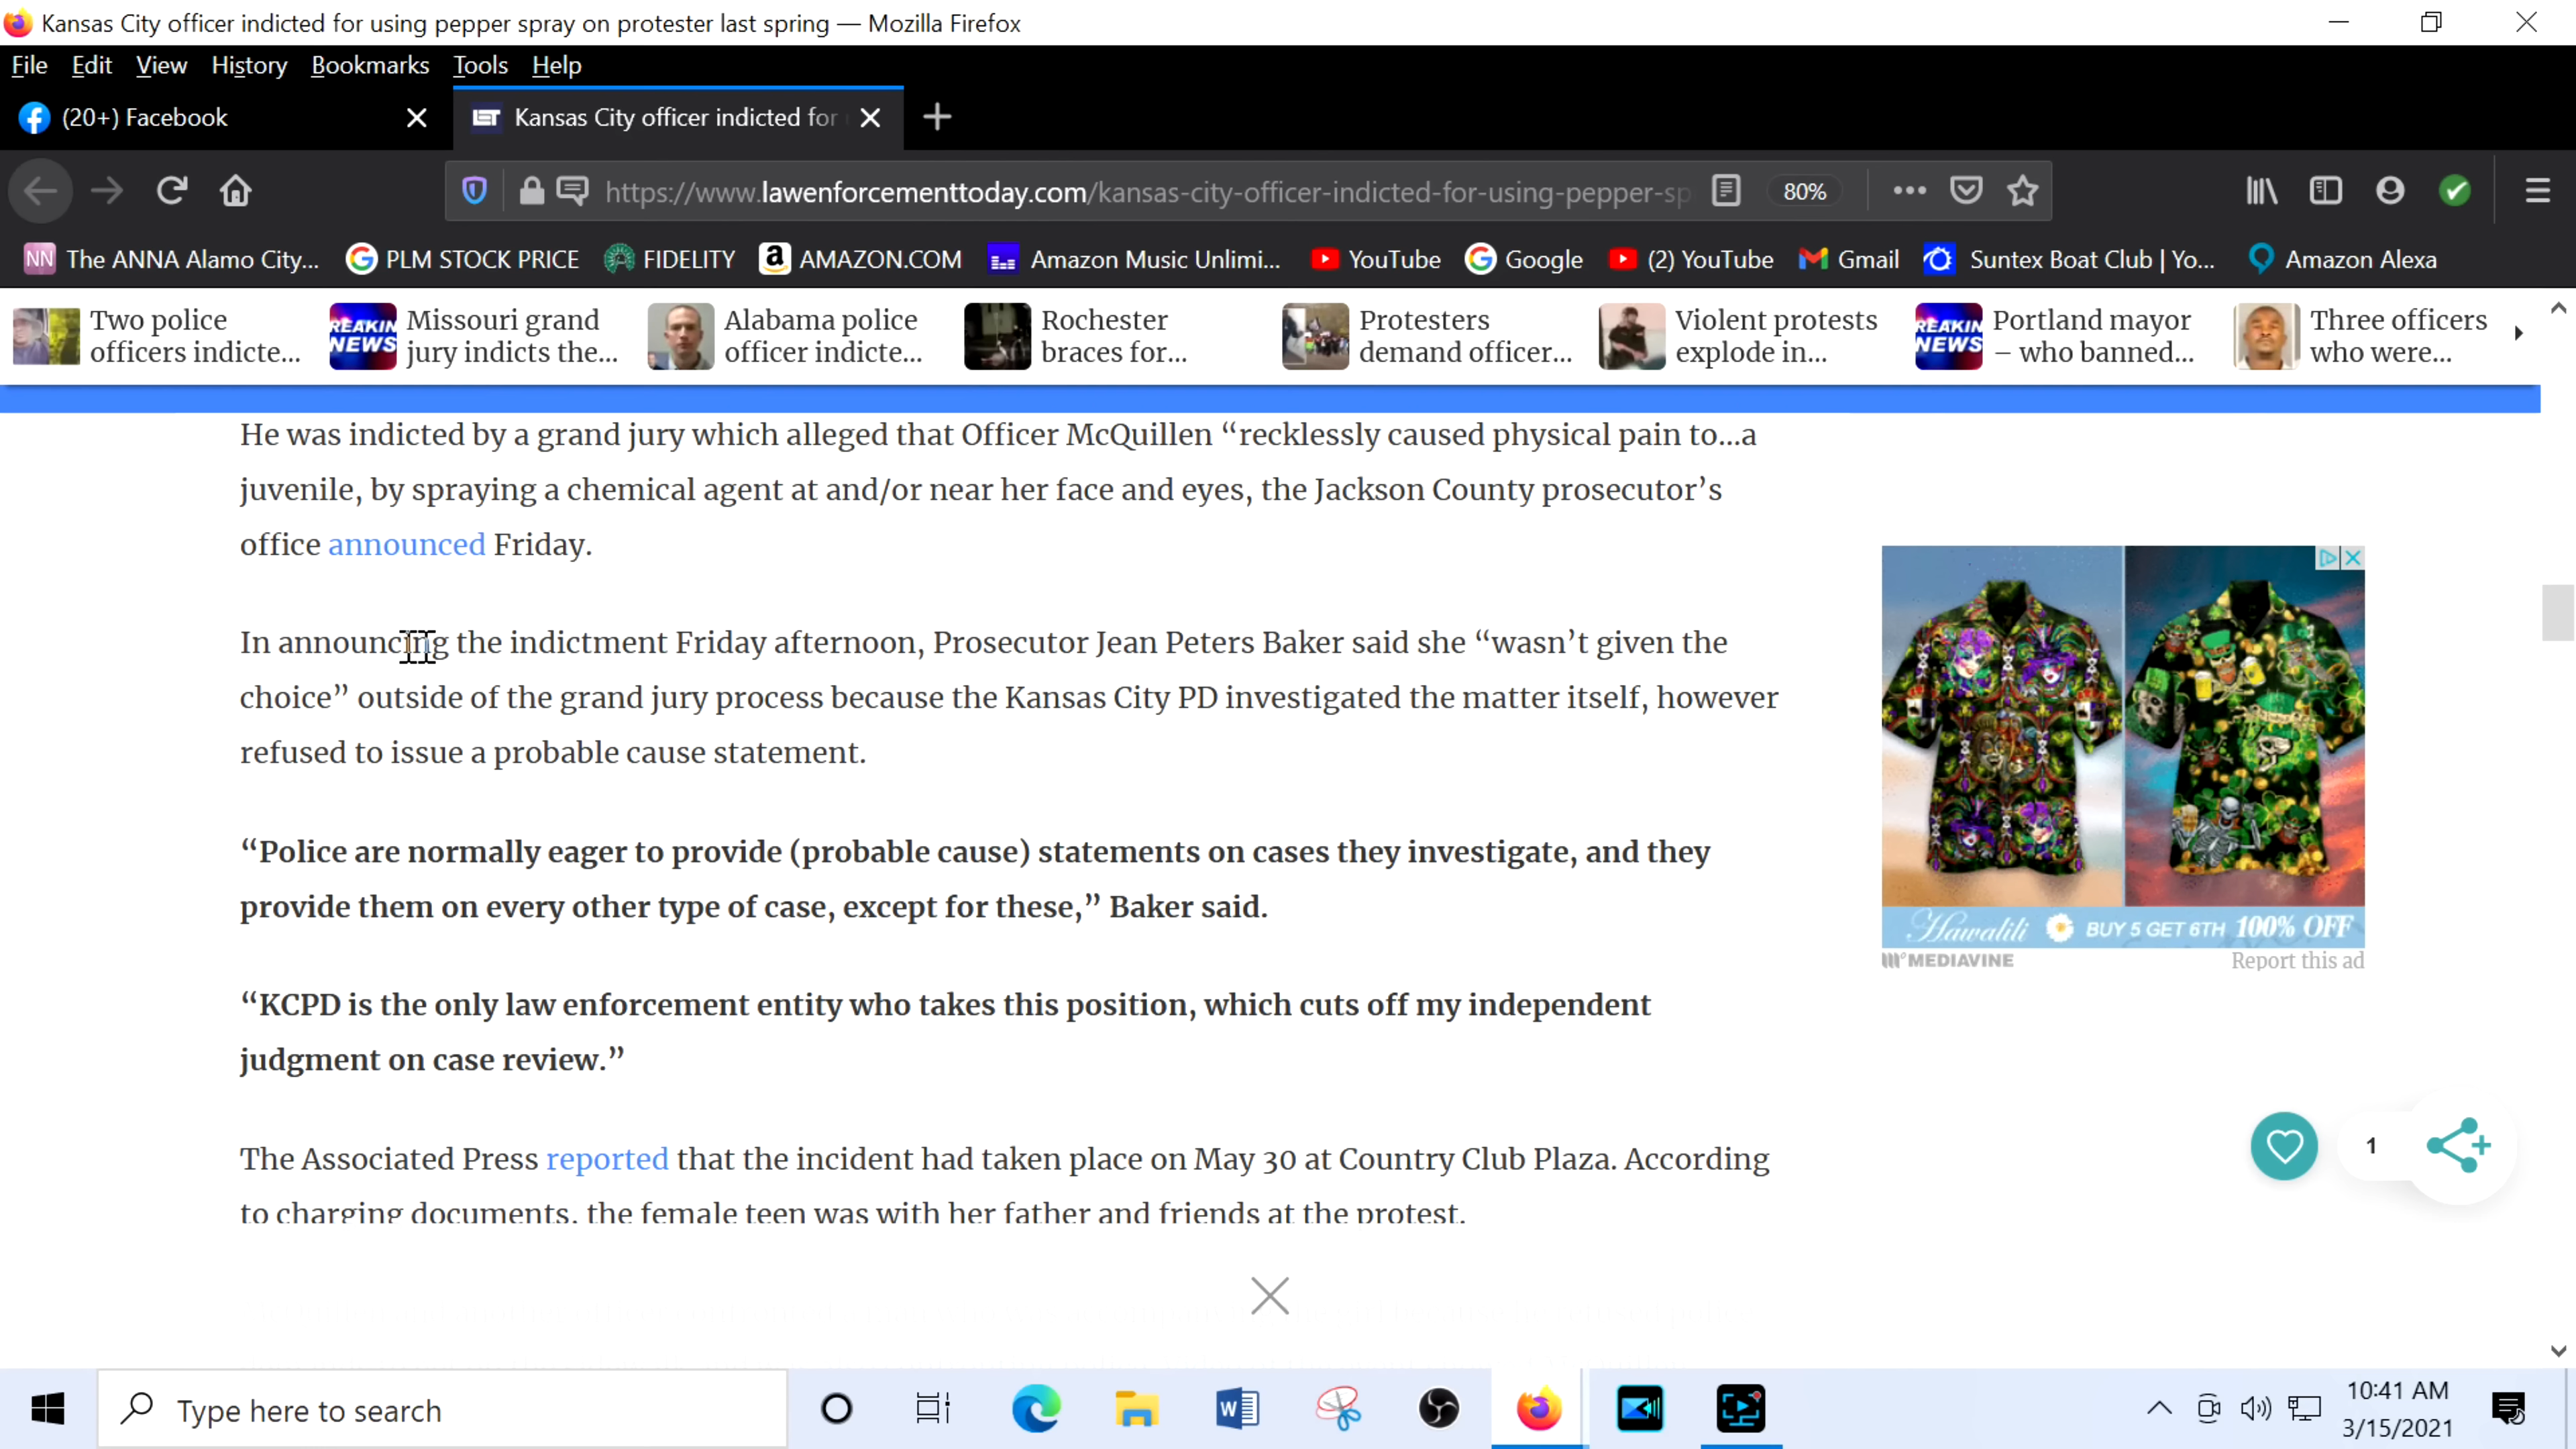 Kansas City officer indicted for using pepper spray on protester last spring — Mozilla Firefox
File Edit View History Bookmarks Tools Help
(20+) Facebook
Kansas City officer indicted for
https://www.lawenforcementtoday.com/kansas-city-officer-indicted-for-using-pepper-sp
80%
NN The ANNA Alamo City...
PLM STOCK PRICE
FIDELITY
a AMAZON.COM
Amazon Music Unlimi...
YouTube
Google
(2) YouTube
Gmail
Suntex Boat Club | Yo...
Amazon Alexa
Two police
officers indicte...
REAKIN
NEWS
Missouri grand
jury indicts the...
Alabama police
officer indicte...
Rochester
braces for...
Protesters
demand officer...
Violent protests
explode in...
REAKIN
NEWS
Portland mayor
– who banned...
Three officers
who were...
He was indicted by a grand jury which alleged that Officer McQuillen “recklessly caused physical pain to…a
juvenile, by spraying a chemical agent at and/or near her face and eyes, the Jackson County prosecutor’s
office announced Friday.
In announcing the indictment Friday afternoon, Prosecutor Jean Peters Baker said she “wasn’t given the
choice” outside of the grand jury process because the Kansas City PD investigated the matter itself, however
refused to issue a probable cause statement.
“Police are normally eager to provide (probable cause) statements on cases they investigate, and they
provide them on every other type of case, except for these,” Baker said.
“KCPD is the only law enforcement entity who takes this position, which cuts off my independent
judgment on case review.”
The Associated Press reported that the incident had taken place on May 30 at Country Club Plaza. According
to charging documents, the female teen was with her father and friends at the protest.
Hawalili BUY 5 GET 6TH 100% OFF
MEDIAVINE
Report this ad
1
Type here to search
10:41 AM
3/15/2021